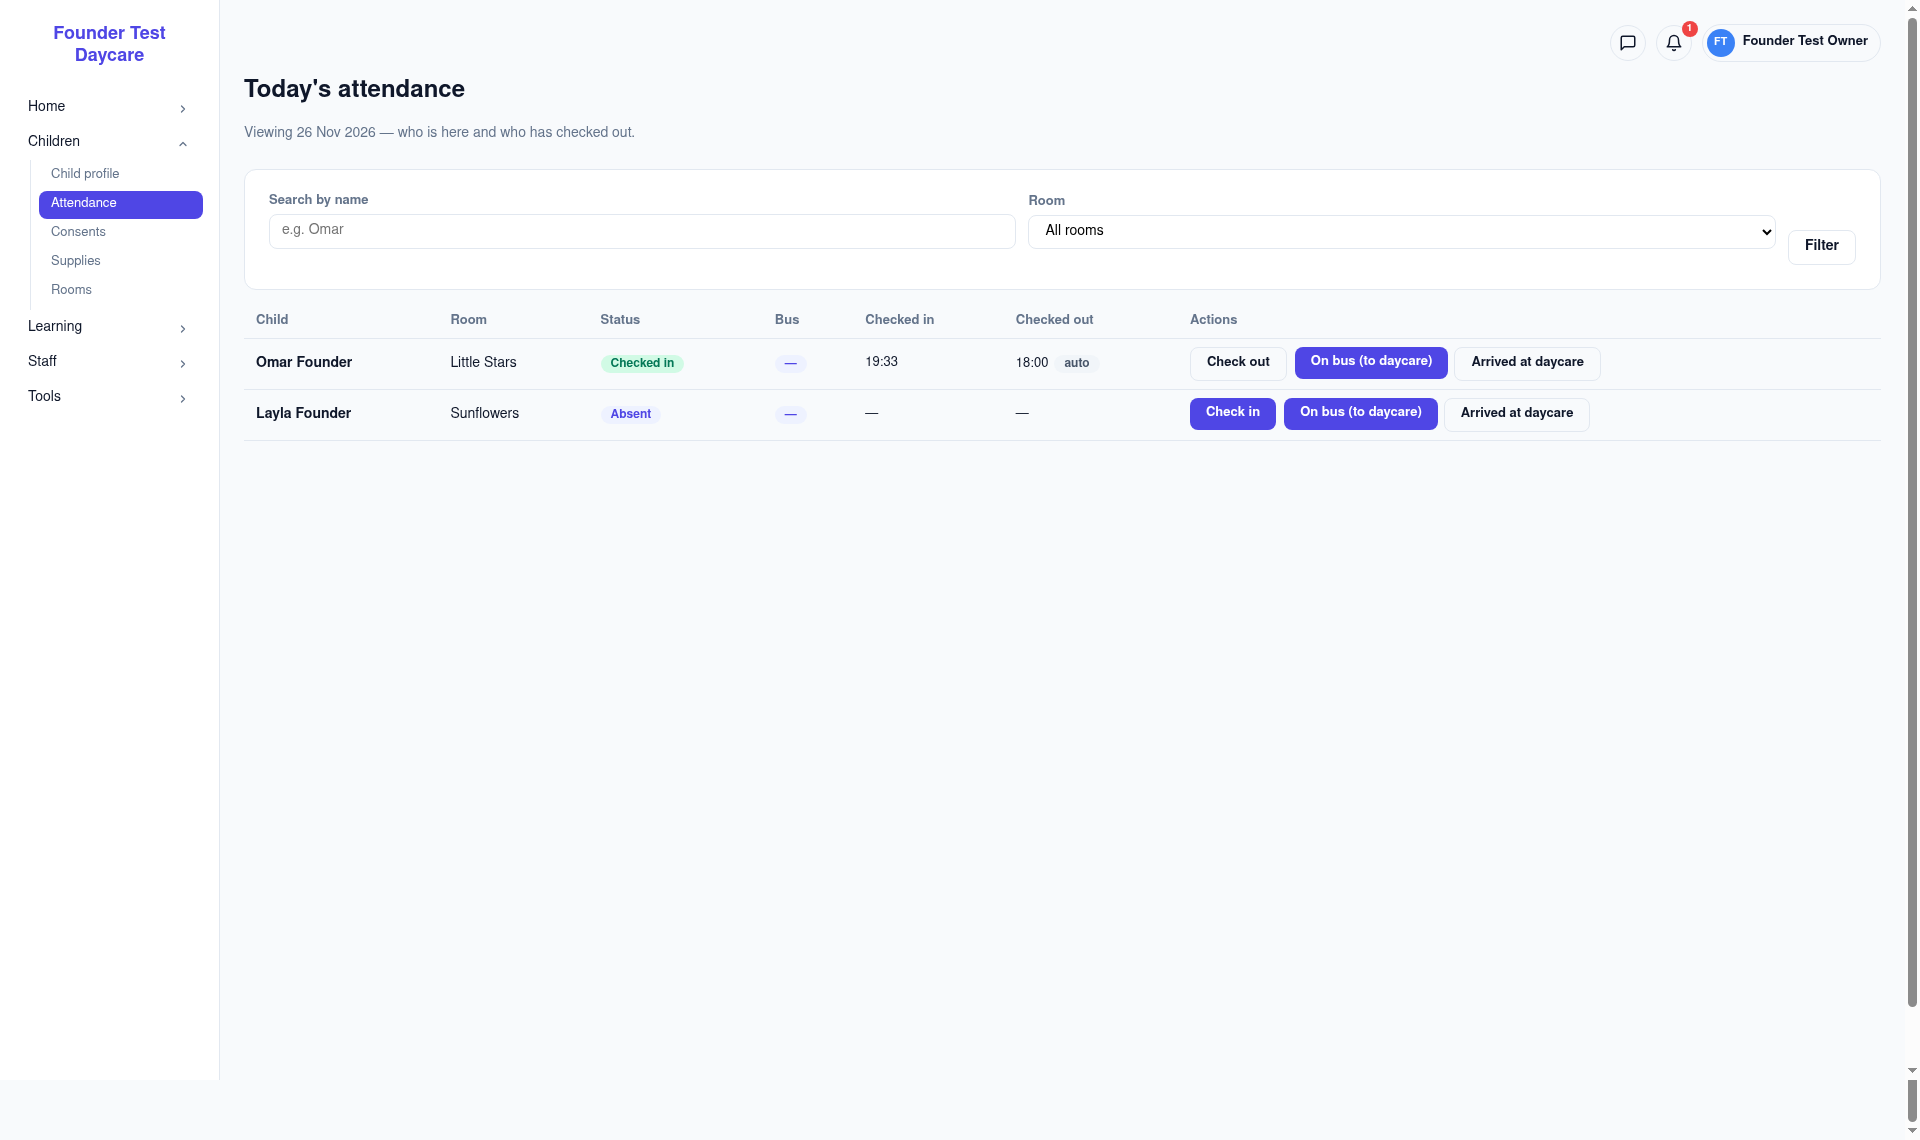 Founder Test
Daycare
Home
Children
Child profile
Attendance
Consents
Supplies
Rooms
Learning
Staff
Tools
1
FT
Founder Test Owner
Today's attendance
Viewing 26 Nov 2026 — who is here and who has checked out.
Search by name
e.g. Omar
Room
All rooms
Filter
Child Room Status Bus Checked in Checked out Actions
Omar Founder Little Stars Checked in — 19:33 18:00 auto Check out On bus (to daycare) Arrived at daycare
Layla Founder Sunflowers Absent — — — Check in On bus (to daycare) Arrived at daycare